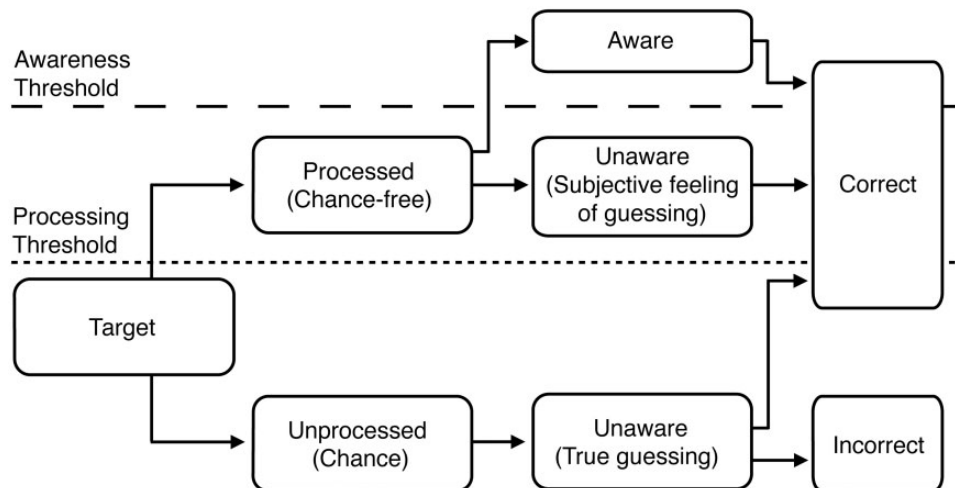 Awareness
Threshold
Aware
Processed
(Chance-free)
Unaware
(Subjective feeling
of guessing)
Correct
Processing
Threshold
Target
Unprocessed
(Chance)
Unaware
(True guessing)
Incorrect